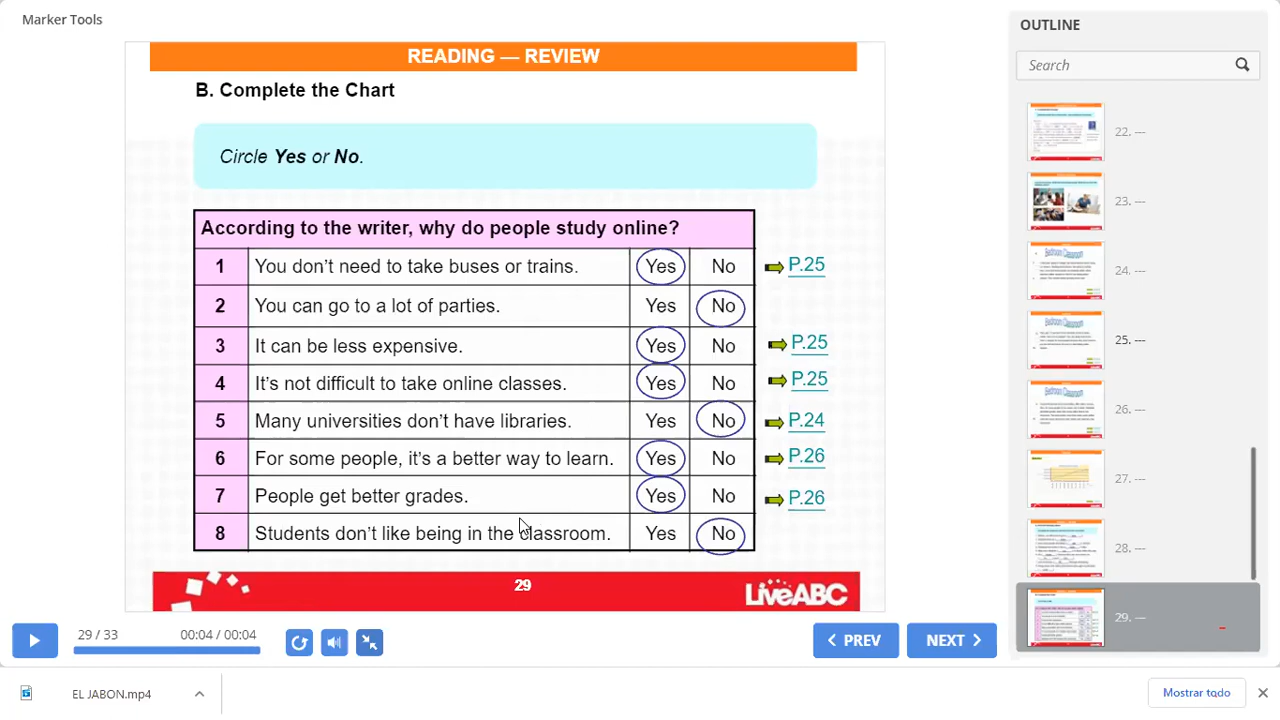 Marker Tools
READING — REVIEW
B. Complete the Chart
Circle Yes or No.
According to the writer, why do people study online?
1 You don't need to take buses or trains. Yes No P.25
2 You can go to a lot of parties. Yes No
3 It can be less expensive. Yes No P.25
4 It's not difficult to take online classes. Yes No P.25
5 Many universities don't have libraries. Yes No P.24
6 For some people, it's a better way to learn. Yes No P.26
7 People get better grades. Yes No P.26
8 Students don't like being in the classroom. Yes No
29
LiveABC
29 / 33
00:04 / 00:04
PREV
NEXT
OUTLINE
Search
22. ---
23. ---
Bedroom Classroom
24. ---
Bedroom Classroom
25. ---
Bedroom Classroom
26. ---
27. ---
28. ---
29. ---
EL JABON.mp4
Mostrar todo